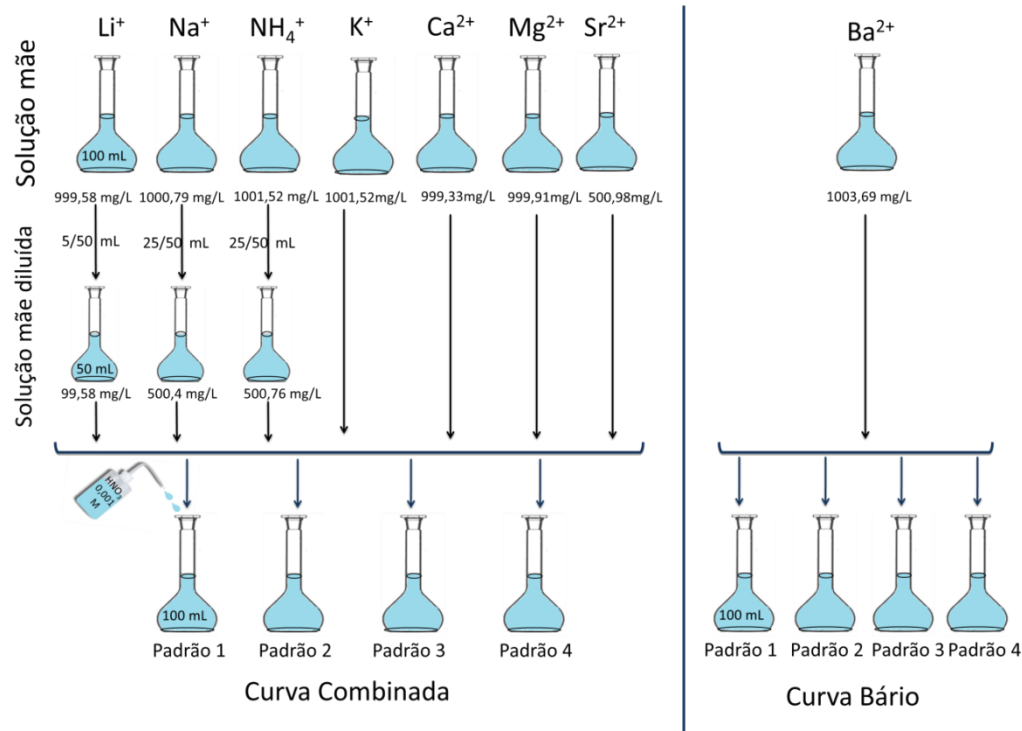 Li⁺ Na⁺ NH₄⁺ K⁺ Ca²⁺ Mg²⁺ Sr²⁺ Ba²⁺
Solução mãe
100 mL
999,58 mg/L 1000,79 mg/L 1001,52 mg/L 1001,52mg/L 999,33mg/L 999,91mg/L 500,98mg/L 1003,69 mg/L
5/50 mL 25/50 mL 25/50 mL
Solução mãe diluída
50 mL
99,58 mg/L 500,4 mg/L 500,76 mg/L
HNO₃
0,001
M
100 mL 100 mL
Padrão 1 Padrão 2 Padrão 3 Padrão 4 Padrão 1 Padrão 2 Padrão 3 Padrão 4
Curva Combinada Curva Bário